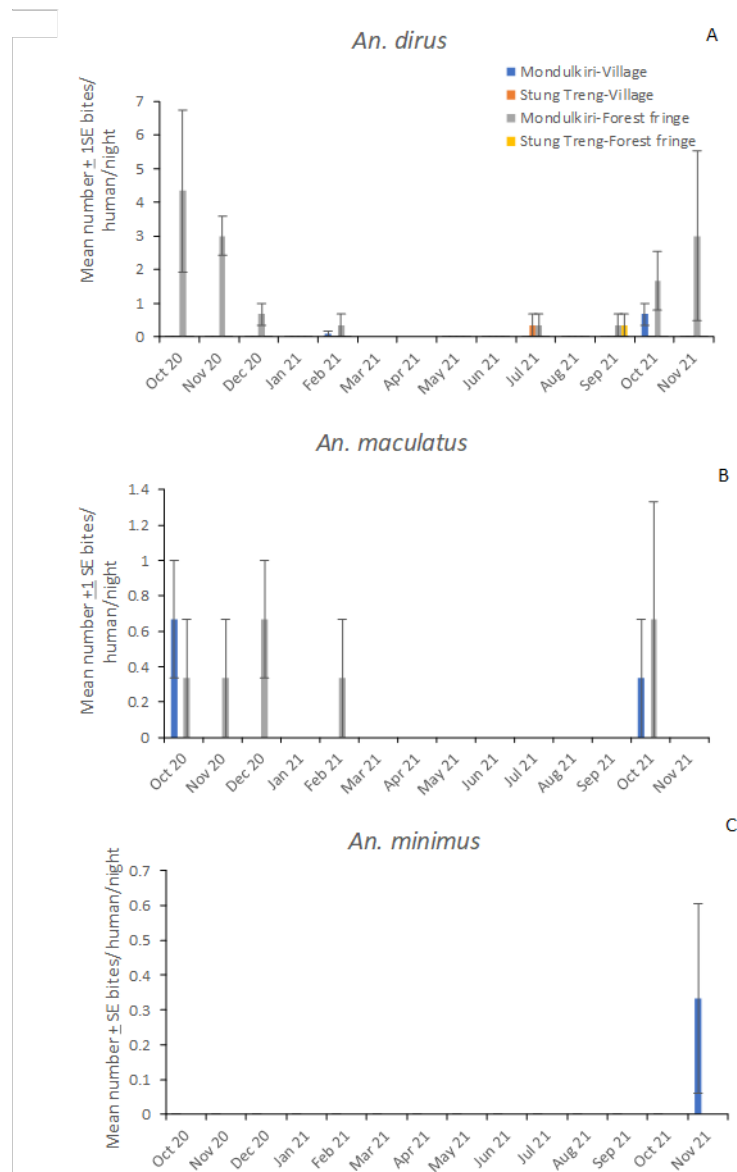 An. dirus
A
Mondulkiri-Village
Stung Treng-Village
Mondulkiri-Forest fringe
Stung Treng-Forest fringe
Mean number ± 1SE bites/
human/night
7
6
5
4
3
2
1
0
Oct 20
Nov 20
Dec 20
Jan 21
Feb 21
Mar 21
Apr 21
May 21
Jun 21
Jul 21
Aug 21
Sep 21
Oct 21
Nov 21
An. maculatus
B
Mean number ±1 SE bites/
human/night
1.4
1.2
1
0.8
0.6
0.4
0.2
0
Oct 20
Nov 20
Dec 20
Jan 21
Feb 21
Mar 21
Apr 21
May 21
Jun 21
Jul 21
Aug 21
Sep 21
Oct 21
Nov 21
C
An. minimus
Mean number ± SE bites/ human/night
0.7
0.6
0.5
0.4
0.3
0.2
0.1
0
Oct 20
Nov 20
Dec 20
Jan 21
Feb 21
Mar 21
Apr 21
May 21
Jun 21
Jul 21
Aug 21
Sep 21
Oct 21
Nov 21